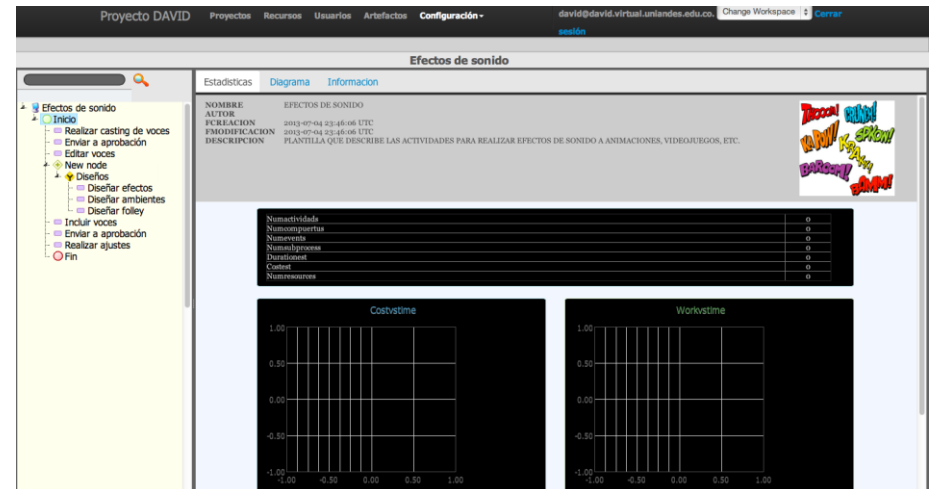 Proyecto DAVID Proyectos Recursos Usuarios Artefactos Configuración david@david.virtual.uniandes.edu.co. Change Workspace Cerrar
sesión
Efectos de sonido
Estadisticas Diagrama Informacion
Efectos de sonido
Inicio
Realizar casting de voces
Enviar a aprobación
Editar voces
New node
Diseños
Diseñar efectos
Diseñar ambientes
Diseñar folley
Incluir voces
Enviar a aprobación
Realizar ajustes
Fin
NOMBRE EFECTOS DE SONIDO
AUTOR
FCREACION 2013-07-04 23:46:06 UTC
FMODIFICACION 2013-07-04 23:46:06 UTC
DESCRIPCION PLANTILLA QUE DESCRIBE LAS ACTIVIDADES PARA REALIZAR EFECTOS DE SONIDO A ANIMACIONES, VIDEOJUEGOS, ETC.
KAPOW!
BAROOM!
Numactividads 0
Numcompuertus 0
Numevents 0
Numsubprocess 0
Durationest 0
Costest 0
Numresources 0
Costvstime
1.00
0.50
0.00
-0.50
-1.00
-1.00 -0.50 0.00 0.50 1.00
Workvstime
1.00
0.50
0.00
-0.50
-1.00
-1.00 -0.50 0.00 0.50 1.00